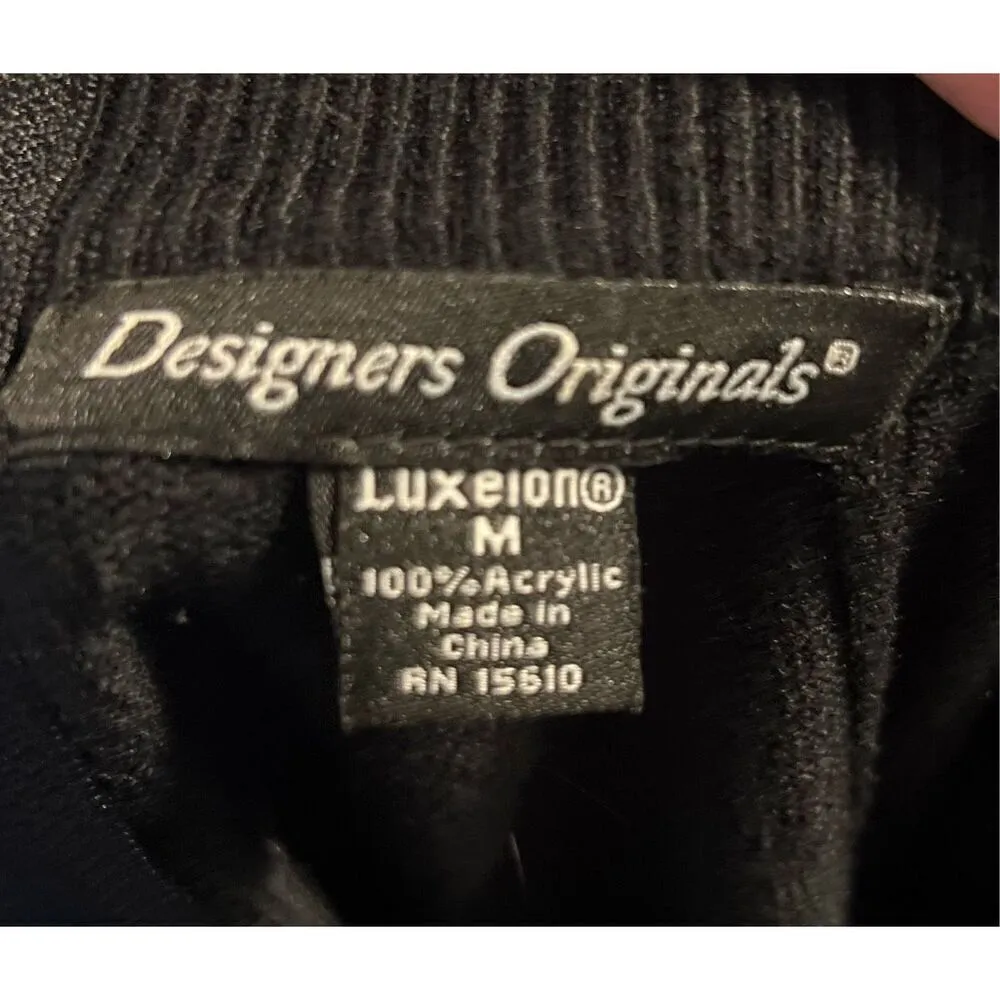 Designers Originals®
Luxelon®
M
100% Acrylic
Made in
China
RN 15610